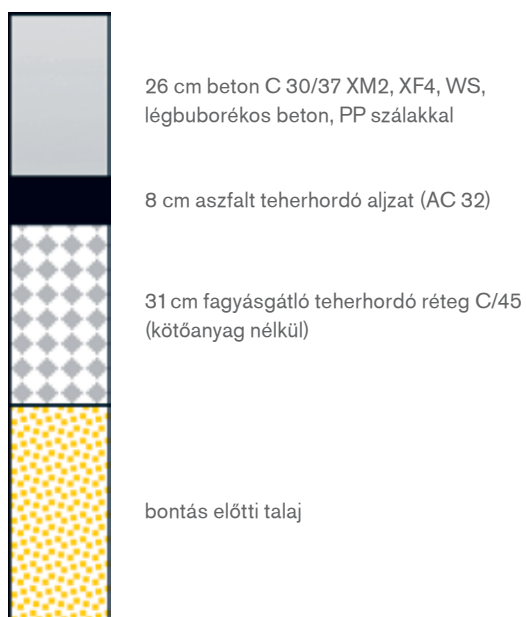 26 cm beton C 30/37 XM2, XF4, WS,
légbuborékos beton, PP szálakkal
8 cm aszfalt teherhordó aljzat (AC 32)
31 cm fagyásgátló teherhordó réteg C/45
(kötőanyag nélkül)
bontás előtti talaj